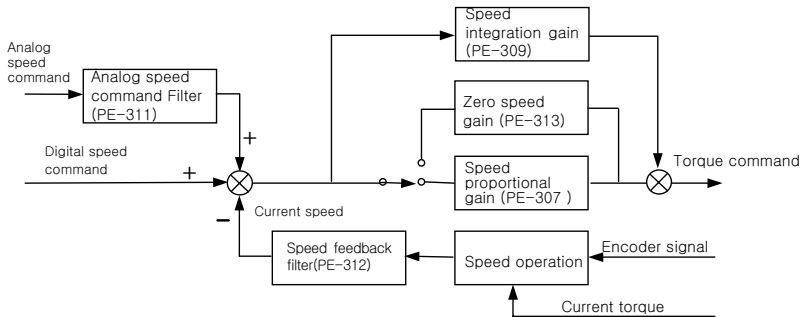 Speed
integration gain
(PE-309)
Analog
speed
command
Analog speed
command Filter
(PE-311)
Zero speed
gain (PE-313)
+
Digital speed
command
+
Speed
proportional
gain (PE-307 )
Torque command
−
Current speed
Speed feedback
filter(PE-312)
Speed operation
Encoder signal
Current torque